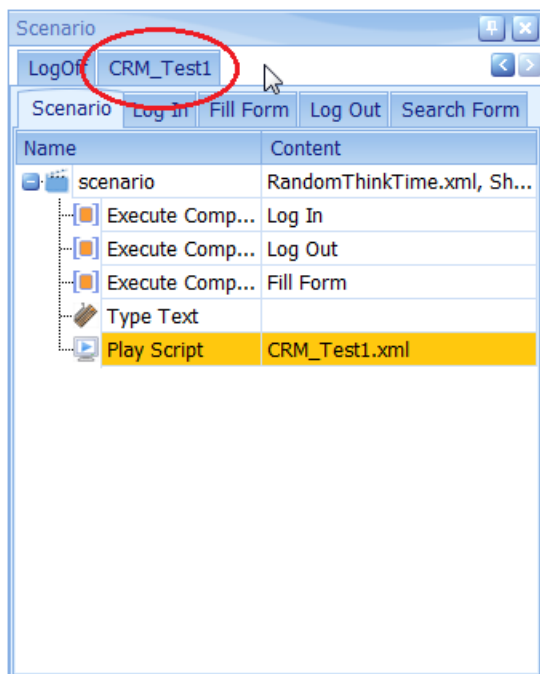 Scenario
LogOff CRM_Test1
Scenario Log In Fill Form Log Out Search Form
Name Content
scenario RandomThinkTime.xml, Sh...
Execute Comp... Log In
Execute Comp... Log Out
Execute Comp... Fill Form
Type Text
Play Script CRM_Test1.xml